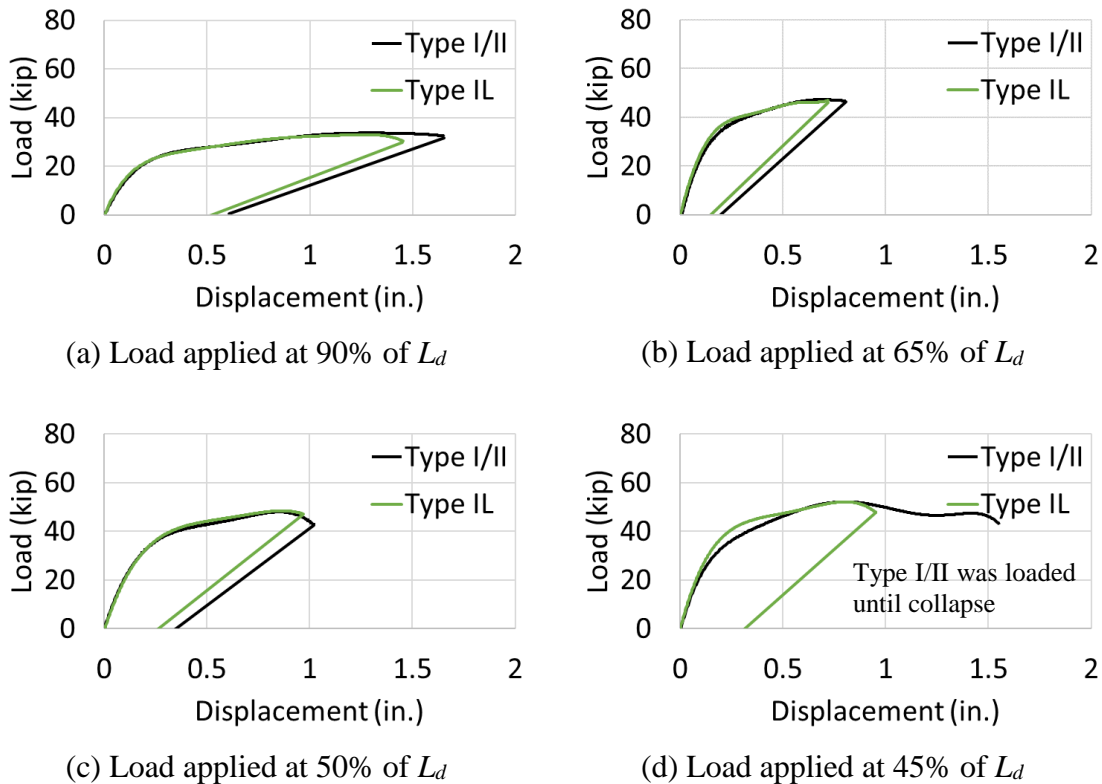 80
60
40
20
0
Load (kip)
Type I/II
Type IL
0 0.5 1 1.5 2
Displacement (in.)
(a) Load applied at 90% of Ld
80
60
40
20
0
Load (kip)
Type I/II
Type IL
0 0.5 1 1.5 2
Displacement (in.)
(b) Load applied at 65% of Ld
80
60
40
20
0
Load (kip)
Type I/II
Type IL
0 0.5 1 1.5 2
Displacement (in.)
(c) Load applied at 50% of Ld
80
60
40
20
0
Load (kip)
Type I/II
Type IL
Type I/II was loaded
until collapse
0 0.5 1 1.5 2
Displacement (in.)
(d) Load applied at 45% of Ld